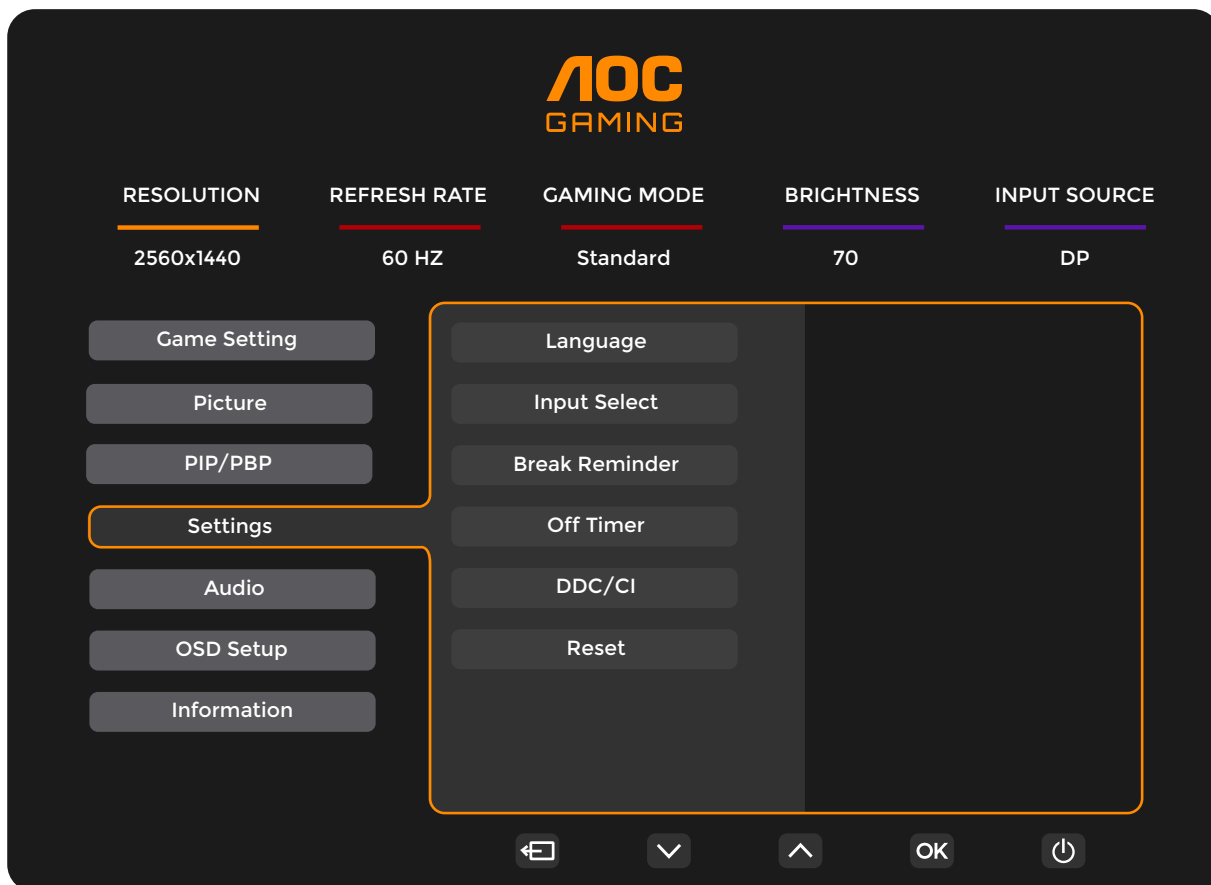 AOC
GAMING
RESOLUTION REFRESH RATE GAMING MODE BRIGHTNESS INPUT SOURCE
2560x1440 60 HZ Standard 70 DP
Game Setting Language
Picture Input Select
PIP/PBP Break Reminder
Settings Off Timer
Audio DDC/CI
OSD Setup Reset
Information
OK